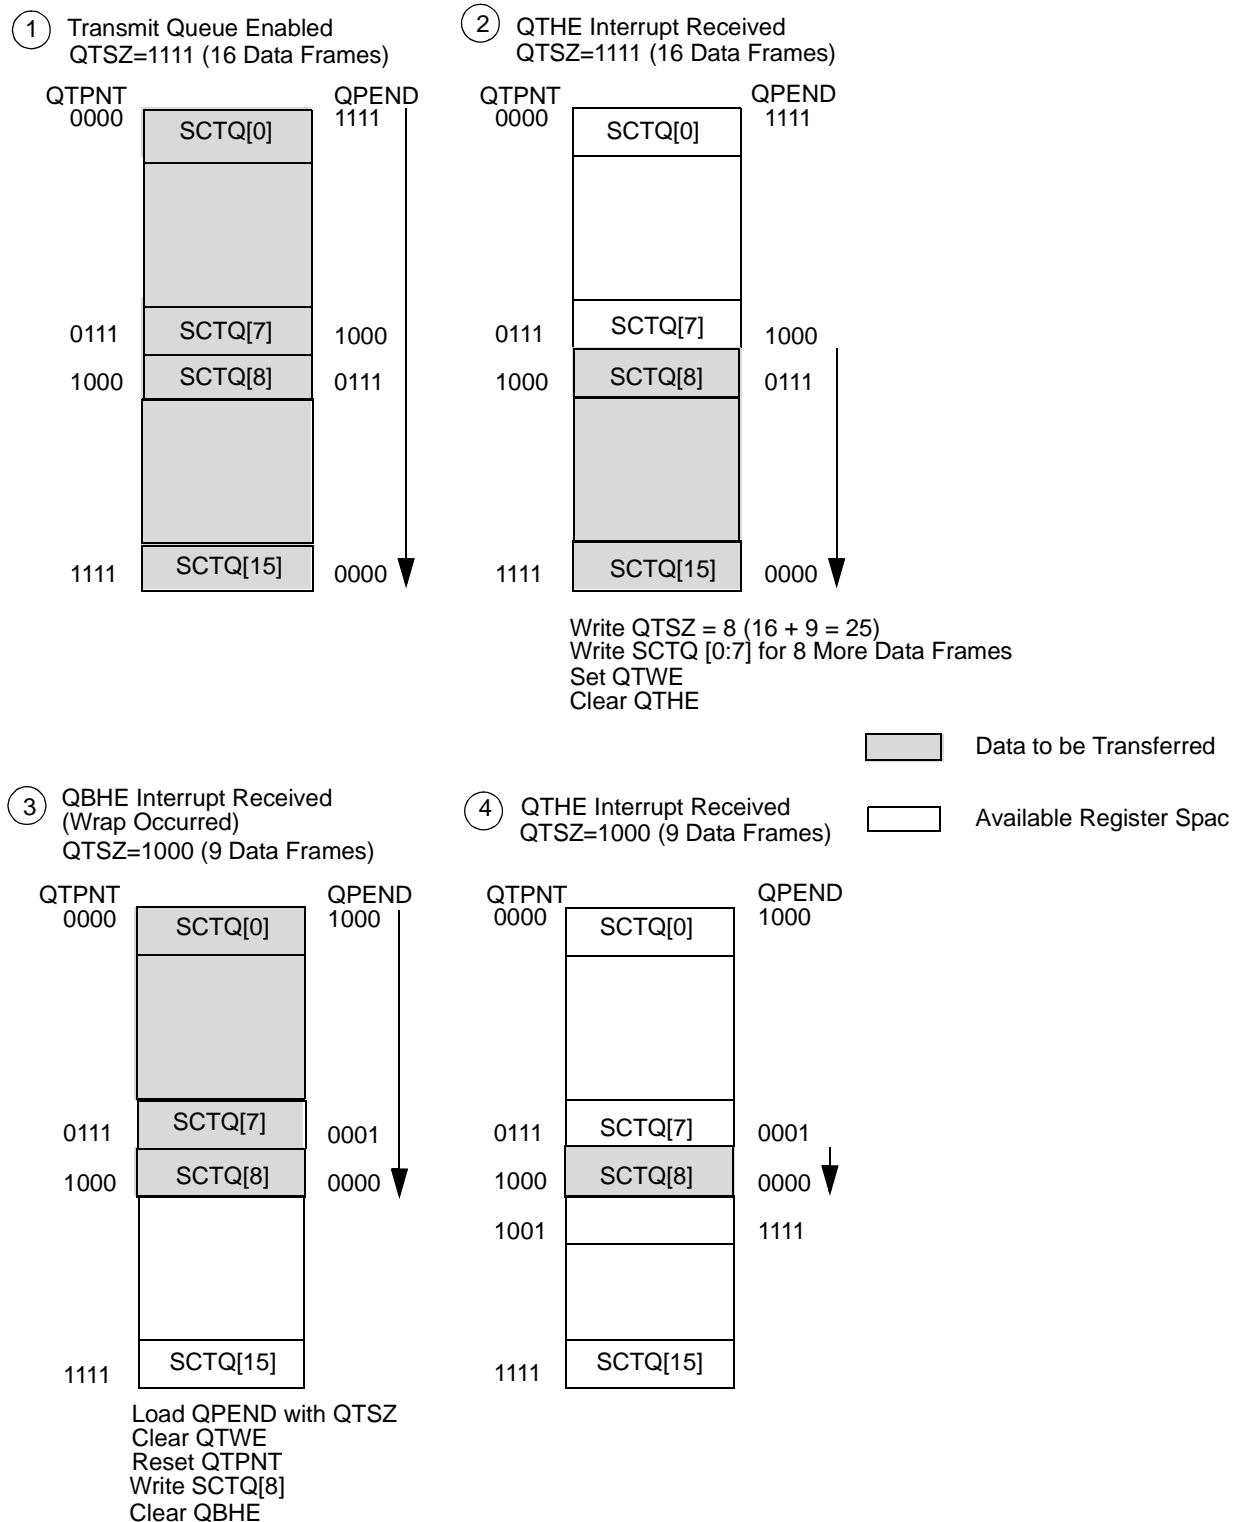 1 Transmit Queue Enabled
QTSZ=1111 (16 Data Frames)
QTPNT QPEND
0000 SCTQ[0] 1111
0111 SCTQ[7] 1000
1000 SCTQ[8] 0111
1111 SCTQ[15] 0000
2 QTHE Interrupt Received
QTSZ=1111 (16 Data Frames)
QTPNT QPEND
0000 SCTQ[0] 1111
0111 SCTQ[7] 1000
1000 SCTQ[8] 0111
1111 SCTQ[15] 0000
Write QTSZ = 8 (16 + 9 = 25)
Write SCTQ [0:7] for 8 More Data Frames
Set QTWE
Clear QTHE
Data to be Transferred
Available Register Spac
3 QBHE Interrupt Received
(Wrap Occurred)
QTSZ=1000 (9 Data Frames)
QTPNT QPEND
0000 SCTQ[0] 1000
0111 SCTQ[7] 0001
1000 SCTQ[8] 0000
1111 SCTQ[15]
Load QPEND with QTSZ
Clear QTWE
Reset QTPNT
Write SCTQ[8]
Clear QBHE
4 QTHE Interrupt Received
QTSZ=1000 (9 Data Frames)
QTPNT QPEND
0000 SCTQ[0] 1000
0111 SCTQ[7] 0001
1000 SCTQ[8] 0000
1001 1111
1111 SCTQ[15]